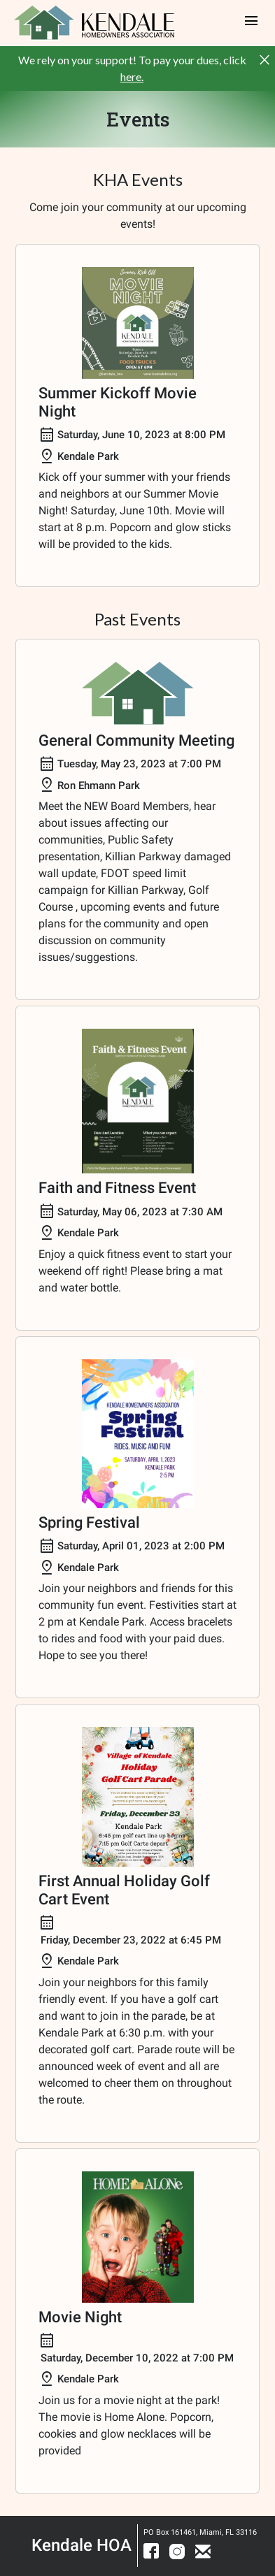 KENDALE
HOMEOWNERS ASSOCIATION
We rely on your support! To pay your dues, click
here.
Events
KHA Events
Come join your community at our upcoming
events!
Summer Kick Off
MOVIE
NIGHT
Summer Kickoff Movie
Night
Saturday, June 10, 2023 at 8:00 PM
Kendale Park
Kick off your summer with your friends
and neighbors at our Summer Movie
Night! Saturday, June 10th. Movie will
start at 8 p.m. Popcorn and glow sticks
will be provided to the kids.
Past Events
General Community Meeting
Tuesday, May 23, 2023 at 7:00 PM
Ron Ehmann Park
Meet the NEW Board Members, hear
about issues affecting our
communities, Public Safety
presentation, Killian Parkway damaged
wall update, FDOT speed limit
campaign for Killian Parkway, Golf
Course , upcoming events and future
plans for the community and open
discussion on community
issues/suggestions.
Faith & Fitness Event
KENDALE
Faith and Fitness Event
Saturday, May 06, 2023 at 7:30 AM
Kendale Park
Enjoy a quick fitness event to start your
weekend off right! Please bring a mat
and water bottle.
KENDALE HOMEOWNERS ASSOCIATION
Spring
Festival
RIDES, MUSIC AND FUN!
SATURDAY, APRIL 1, 2023
KENDALE PARK
2-5 PM
Spring Festival
Saturday, April 01, 2023 at 2:00 PM
Kendale Park
Join your neighbors and friends for this
community fun event. Festivities start at
2 pm at Kendale Park. Access bracelets
to rides and food with your paid dues.
Hope to see you there!
Village of Kendale
Holiday
Golf Cart Parade
Friday, December 23
Kendale Park
6:45 pm golf cart line up begins
7:15 pm Golf Carts depart
First Annual Holiday Golf
Cart Event
Friday, December 23, 2022 at 6:45 PM
Kendale Park
Join your neighbors for this family
friendly event. If you have a golf cart
and want to join in the parade, be at
Kendale Park at 6:30 p.m. with your
decorated golf cart. Parade route will be
announced week of event and all are
welcomed to cheer them on throughout
the route.
HOME ALONe
Movie Night
Saturday, December 10, 2022 at 7:00 PM
Kendale Park
Join us for a movie night at the park!
The movie is Home Alone. Popcorn,
cookies and glow necklaces will be
provided
Kendale HOA
PO Box 161461, Miami, FL 33116